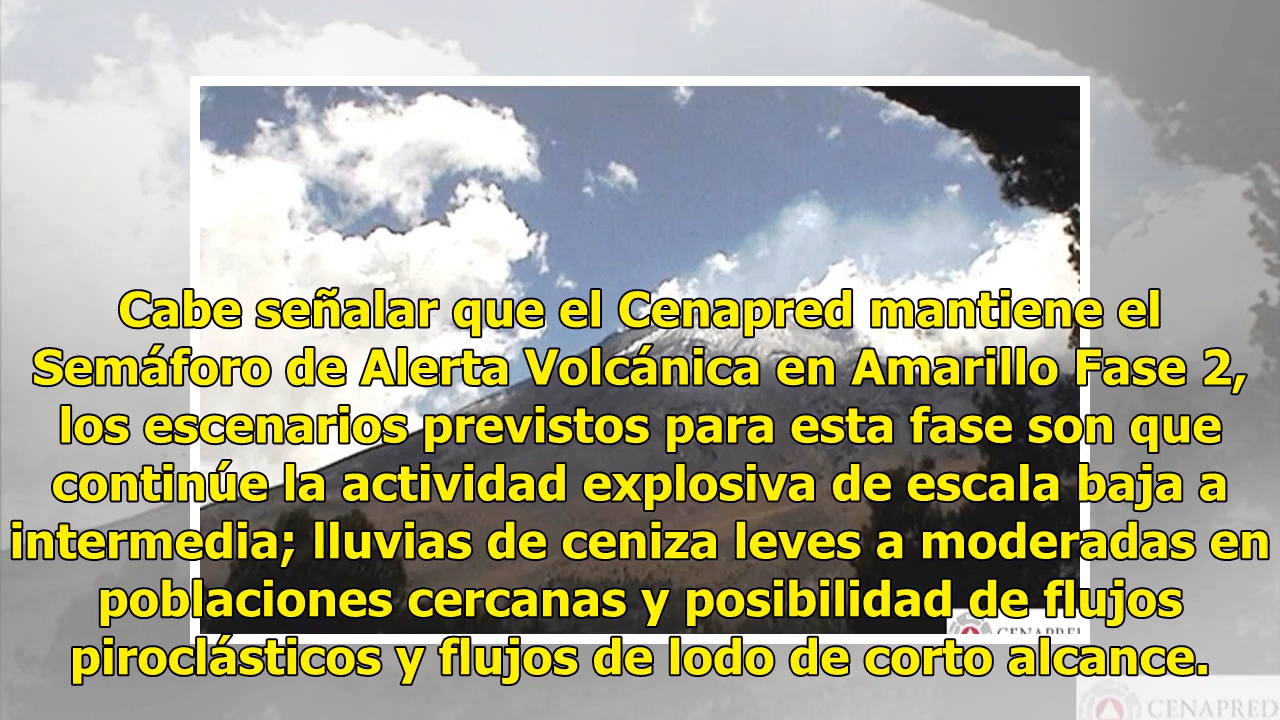 Cabe señalar que el Cenapred mantiene el
Semáforo de Alerta Volcánica en Amarillo Fase 2,
los escenarios previstos para esta fase son que
continúe la actividad explosiva de escala baja a
intermedia; lluvias de ceniza leves a moderadas en
poblaciones cercanas y posibilidad de flujos
CENAPRED
piroclásticos y flujos de lodo de corto alcance.
CENAPRED